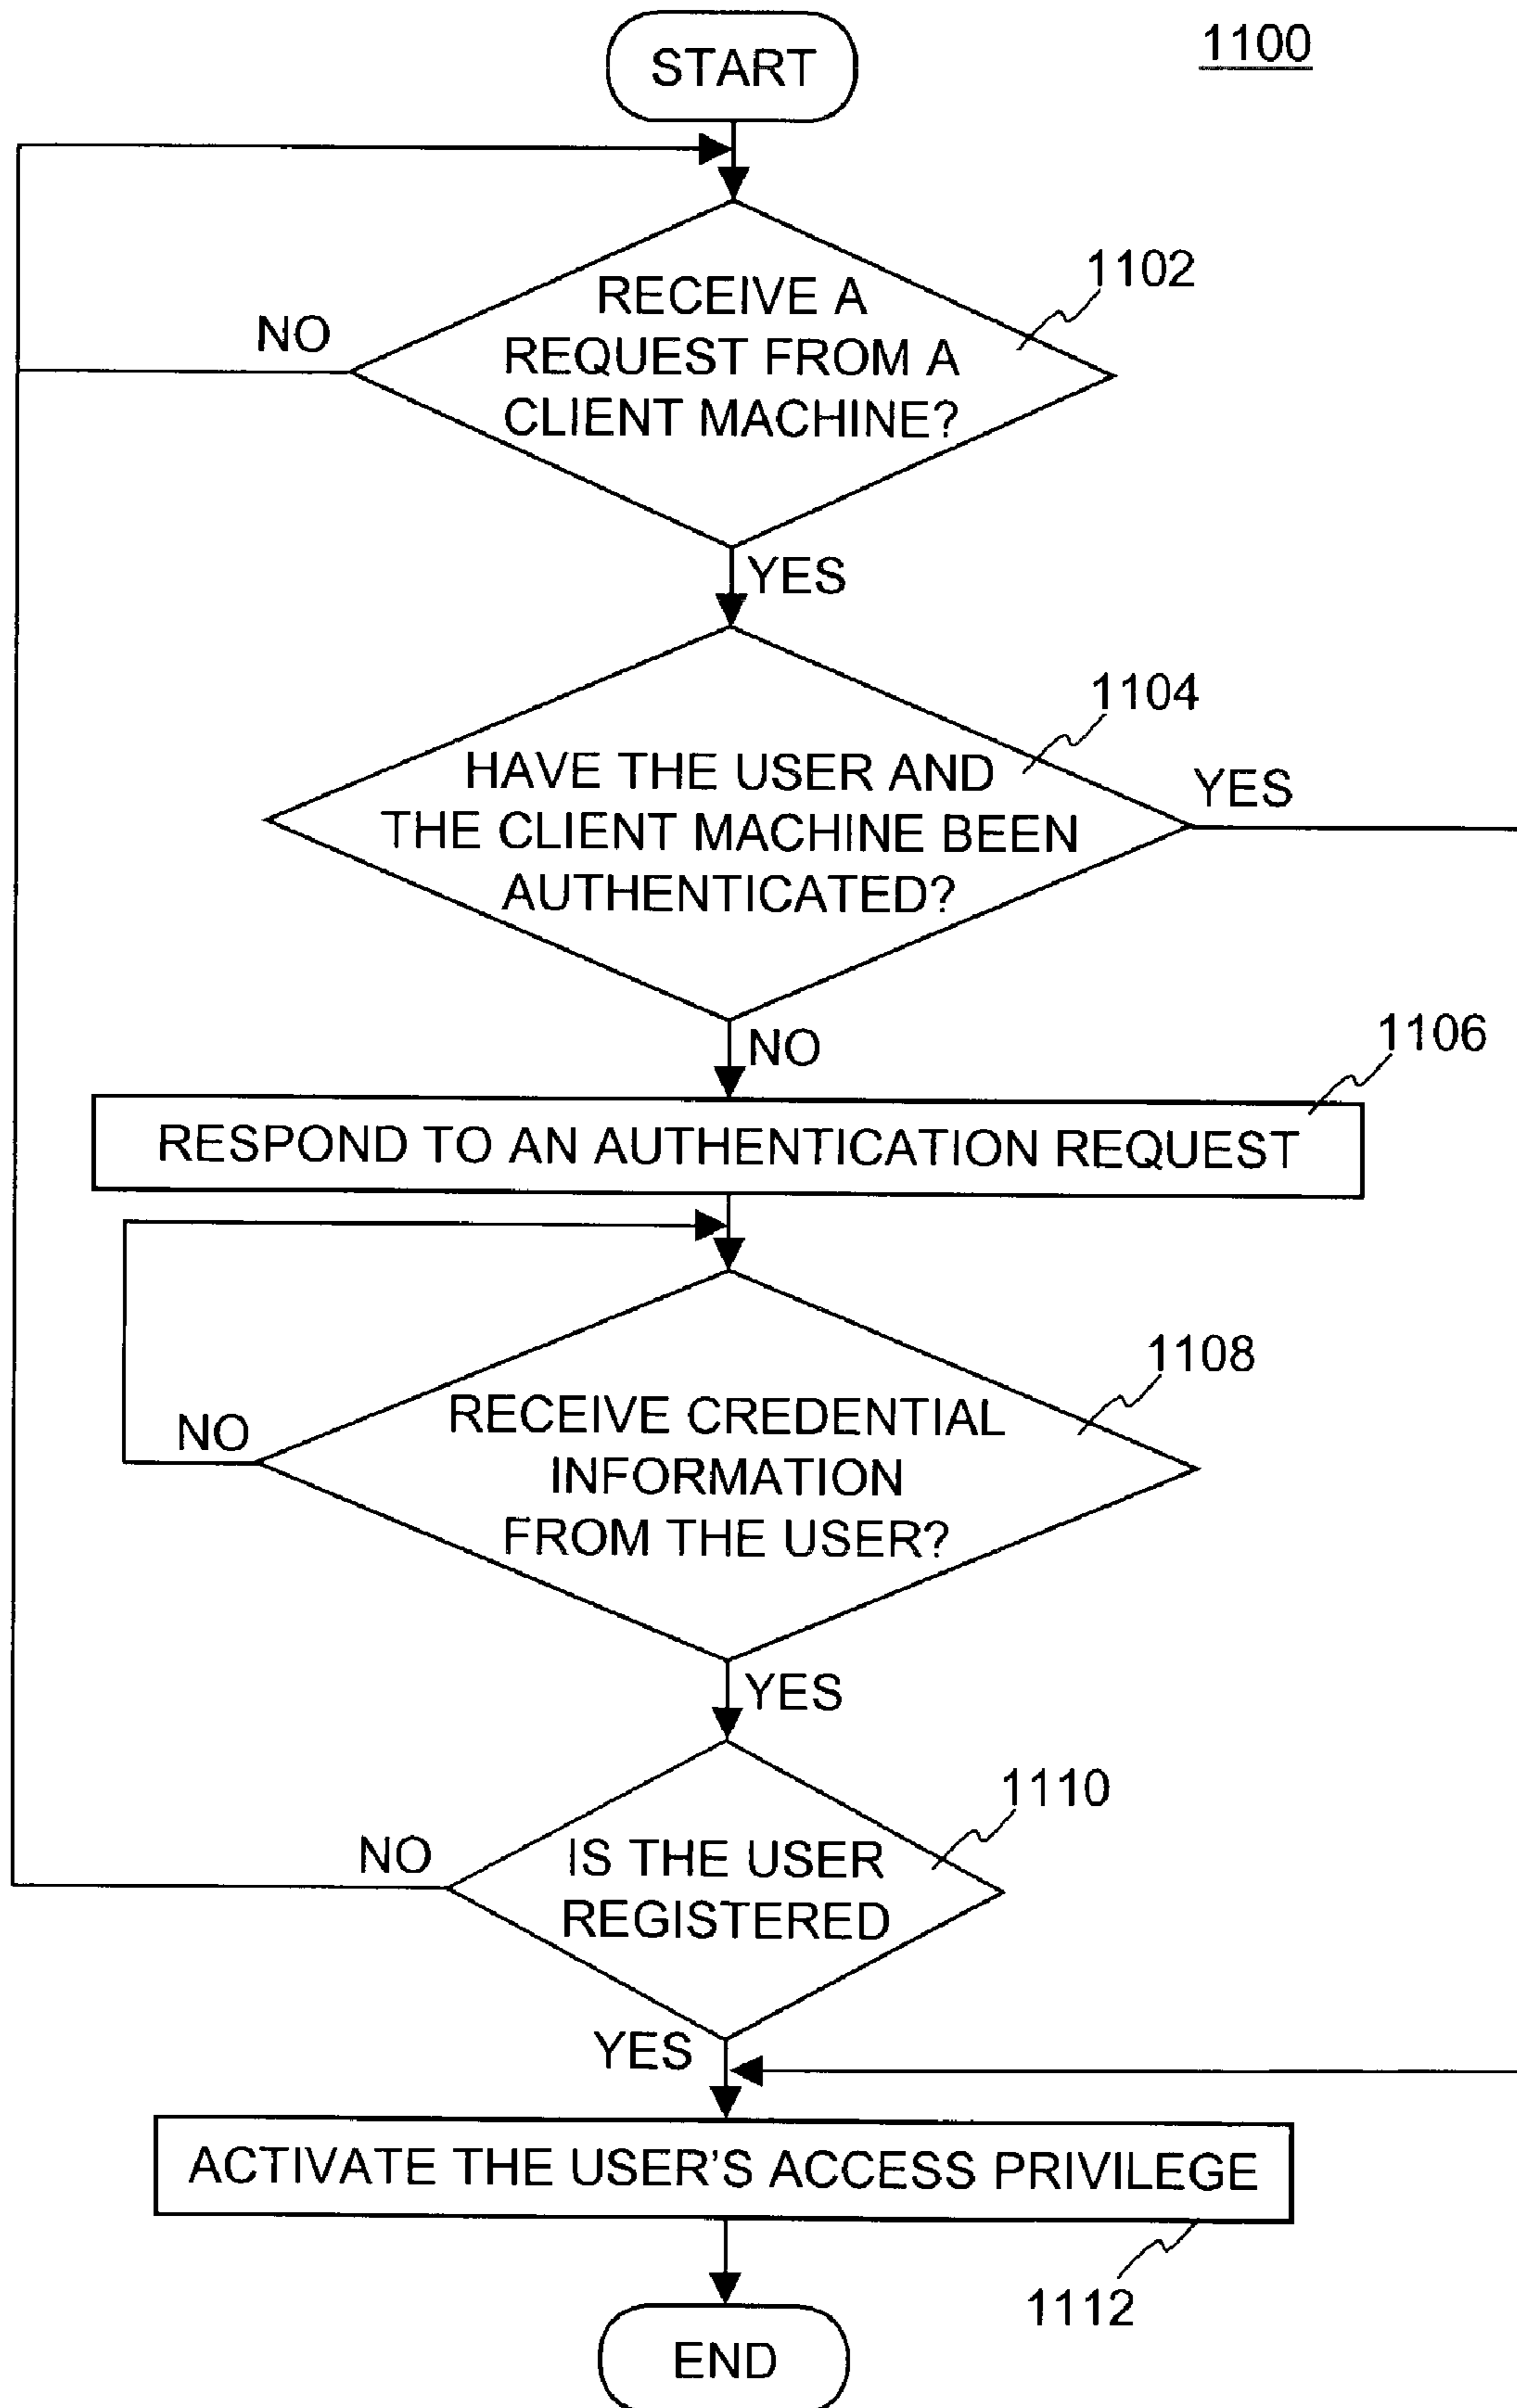 1100
START
1102
RECEIVE A
REQUEST FROM A
CLIENT MACHINE?
NO
YES
1104
HAVE THE USER AND
THE CLIENT MACHINE BEEN
AUTHENTICATED?
YES
NO
1106
RESPOND TO AN AUTHENTICATION REQUEST
1108
RECEIVE CREDENTIAL
INFORMATION
FROM THE USER?
NO
YES
1110
IS THE USER
REGISTERED
NO
YES
ACTIVATE THE USER'S ACCESS PRIVILEGE
1112
END